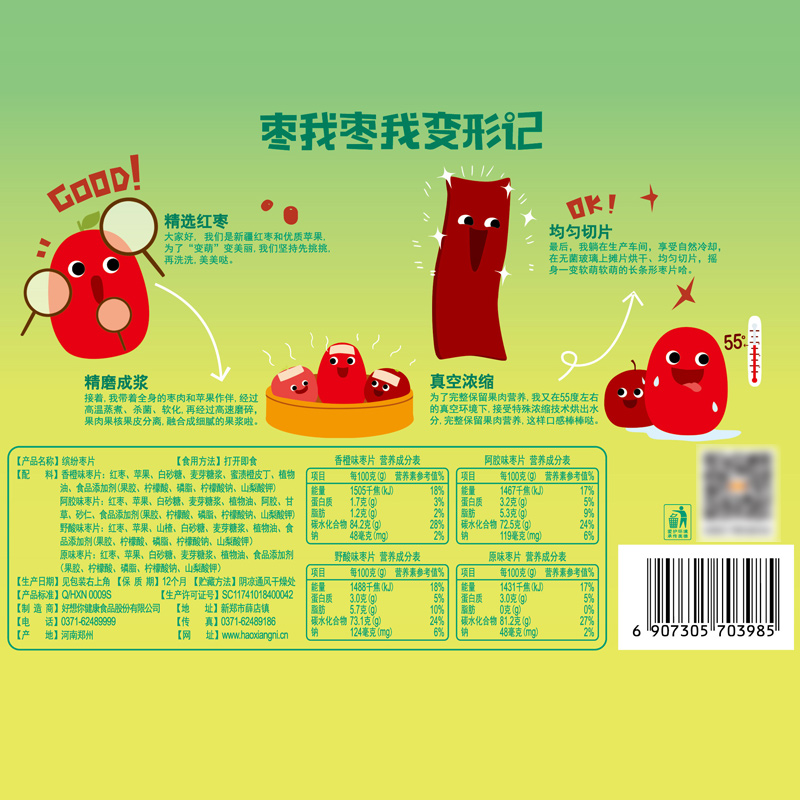 枣我枣我变形记
GOOD!
精选红枣
大家好, 我们是新疆红枣和优质苹果,
为了“变萌”变美丽,我们坚持先挑挑,
再洗洗,美美哒。
OK!
均匀切片
最后，我躺在生产车间，享受自然冷却,
在无菌玻璃上摊片烘干、均匀切片，摇
身一变软萌软萌的长条形枣片哈。
55°
精磨成浆
接着,我带着全身的枣肉和苹果作伴,经过
高温蒸煮、杀菌、软化,再经过高速磨碎，
果肉果核果皮分离,融合成细腻的果浆啦。
真空浓缩
为了完整保留果肉营养,我又在55度左右
的真空环境下,接受特殊浓缩技术烘出水
分,完整保留果肉营养,这样口感棒棒哒。
【产品名称】缤纷枣片 【食用方法】打开即食
【配 料】香橙味枣片：红枣、苹果、白砂糖、麦芽糖浆、蜜渍橙皮丁、植物
油、食品添加剂(果胶、柠檬酸、磷脂、柠檬酸钠、山梨酸钾)
阿胶味枣片：红枣、苹果、白砂糖、麦芽糖浆、植物油、阿胶、甘
草、砂仁、食品添加剂(果胶、柠檬酸、磷脂、柠檬酸钠、山梨酸钾)
野酸味枣片：红枣、苹果、山楂、白砂糖、麦芽糖浆、植物油、食
品添加剂(果胶、柠檬酸、磷脂、柠檬酸钠、山梨酸钾)
原味枣片：红枣、苹果、白砂糖、麦芽糖浆、植物油、食品添加剂
(果胶、柠檬酸、磷脂、柠檬酸钠、山梨酸钾)
【生产日期】见包装右上角 【保 质 期】12个月 【贮藏方法】阴凉通风干燥处
【产品标准】Q/HXN 0009S 【生产许可证号】SC11741018400042
【制 造 商】好想你健康食品股份有限公司 【地 址】新郑市薛店镇
【电 话】0371-62489999 【传 真】0371-62489186
【产 地】河南郑州 【网 址】www.haoxiangni.cn
香橙味枣片 营养成分表
项目 每100克(g) 营养素参考值%
能量 1505千焦(kJ) 18%
蛋白质 1.7克(g) 3%
脂肪 1.2克(g) 2%
碳水化合物 84.2克(g) 28%
钠 48毫克(mg) 2%
阿胶味枣片 营养成分表
项目 每100克(g) 营养素参考值%
能量 1467千焦(kJ) 17%
蛋白质 3.2克(g) 5%
脂肪 5.3克(g) 9%
碳水化合物 72.5克(g) 24%
钠 119毫克(mg) 6%
野酸味枣片 营养成分表
项目 每100克(g) 营养素参考值%
能量 1488千焦(kJ) 18%
蛋白质 3.0克(g) 5%
脂肪 5.7克(g) 10%
碳水化合物 73.1克(g) 24%
钠 124毫克(mg) 6%
原味枣片 营养成分表
项目 每100克(g) 营养素参考值%
能量 1431千焦(kJ) 17%
蛋白质 3.0克(g) 5%
脂肪 0克(g) 0%
碳水化合物 81.2克(g) 27%
钠 48毫克(mg) 2%
6 907305 703985